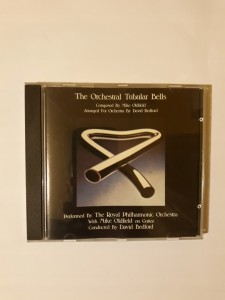 The Orchestral Tubular Bells
Composed By Mike Oldfield
Arranged For Orchestra By David Bedford
Performed By The Royal Philharmonic Orchestra
With Mike Oldfield on Guitar
Conducted By David Bedford